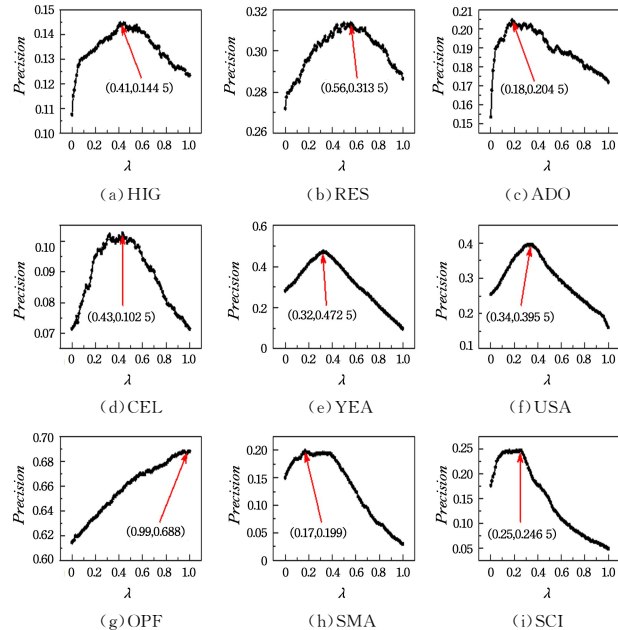 Precision
0.15
0.14
0.13
0.12
0.11
0.10
(0.41,0.144 5)
0 0.2 0.4 0.6 0.8 1.0
λ
(a)HIG
Precision
0.32
0.30
0.28
0.26
(0.56,0.313 5)
0 0.2 0.4 0.6 0.8 1.0
λ
(b)RES
Precision
0.21
0.20
0.19
0.18
0.17
0.16
0.15
(0.18,0.204 5)
0 0.2 0.4 0.6 0.8 1.0
λ
(c)ADO
Precision
0.10
0.09
0.08
0.07
(0.43,0.102 5)
0 0.2 0.4 0.6 0.8 1.0
λ
(d)CEL
Precision
0.6
0.4
0.2
0
(0.32,0.472 5)
0 0.2 0.4 0.6 0.8 1.0
λ
(e)YEA
Precision
0.4
0.3
0.2
0.1
(0.34,0.395 5)
0 0.2 0.4 0.6 0.8 1.0
λ
(f)USA
Precision
0.70
0.68
0.66
0.64
0.62
0.60
(0.99,0.688)
0 0.2 0.4 0.6 0.8 1.0
λ
(g)OPF
Precision
0.20
0.15
0.10
0.05
0
(0.17,0.199)
0 0.2 0.4 0.6 0.8 1.0
λ
(h)SMA
Precision
0.25
0.20
0.15
0.10
0.05
(0.25,0.246 5)
0 0.2 0.4 0.6 0.8 1.0
λ
(i)SCI